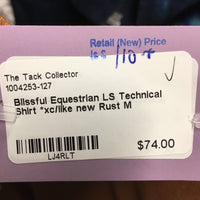 Retail (New) Price
110+
The Tack Collector
1004253-127
Blissful Equestrian LS Technical
Shirt *xc/like new Rust M
$74.00
LJ4RLT